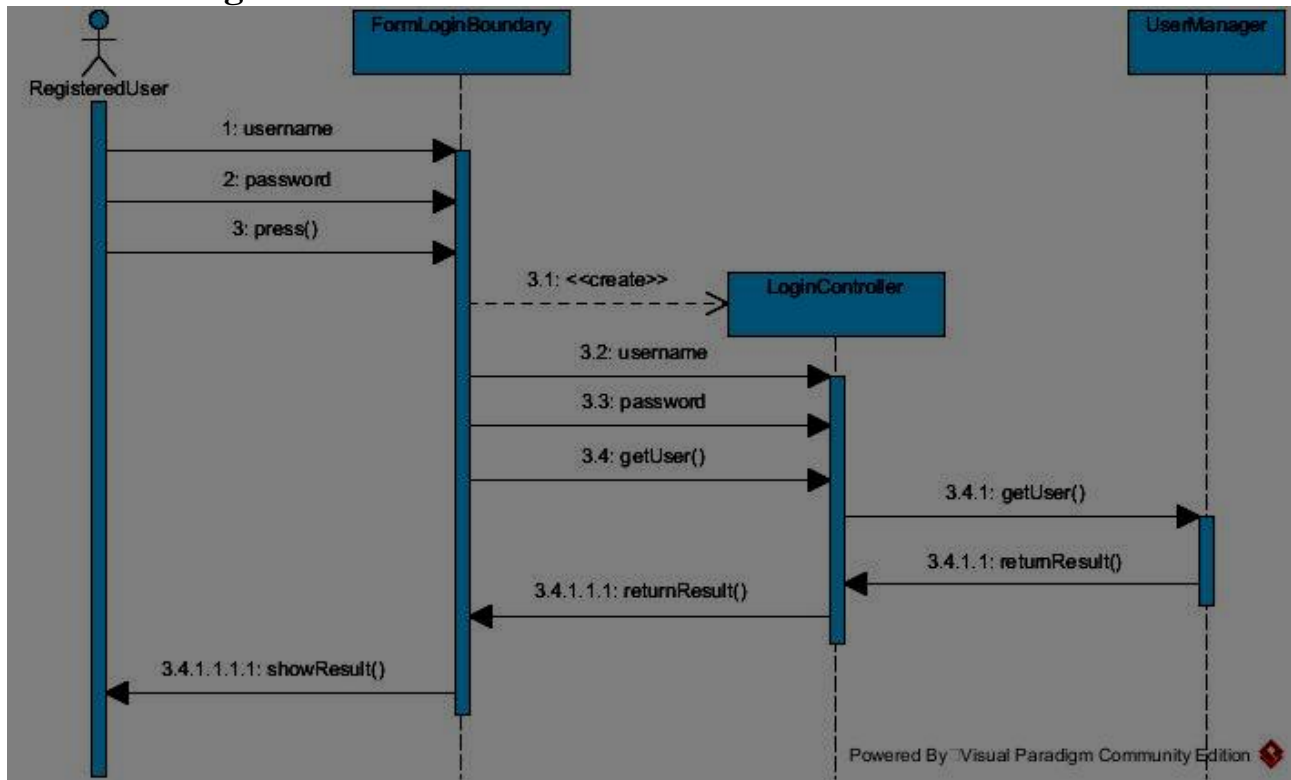 FormLoginBoundary
UserManager
RegisteredUser
1: username
2: password
3: press()
3.1: <<create>>
LoginController
3.2: username
3.3: password
3.4: getUser()
3.4.1: getUser()
3.4.1.1: returnResult()
3.4.1.1.1: returnResult()
3.4.1.1.1.1: showResult()
Powered By Visual Paradigm Community Edition